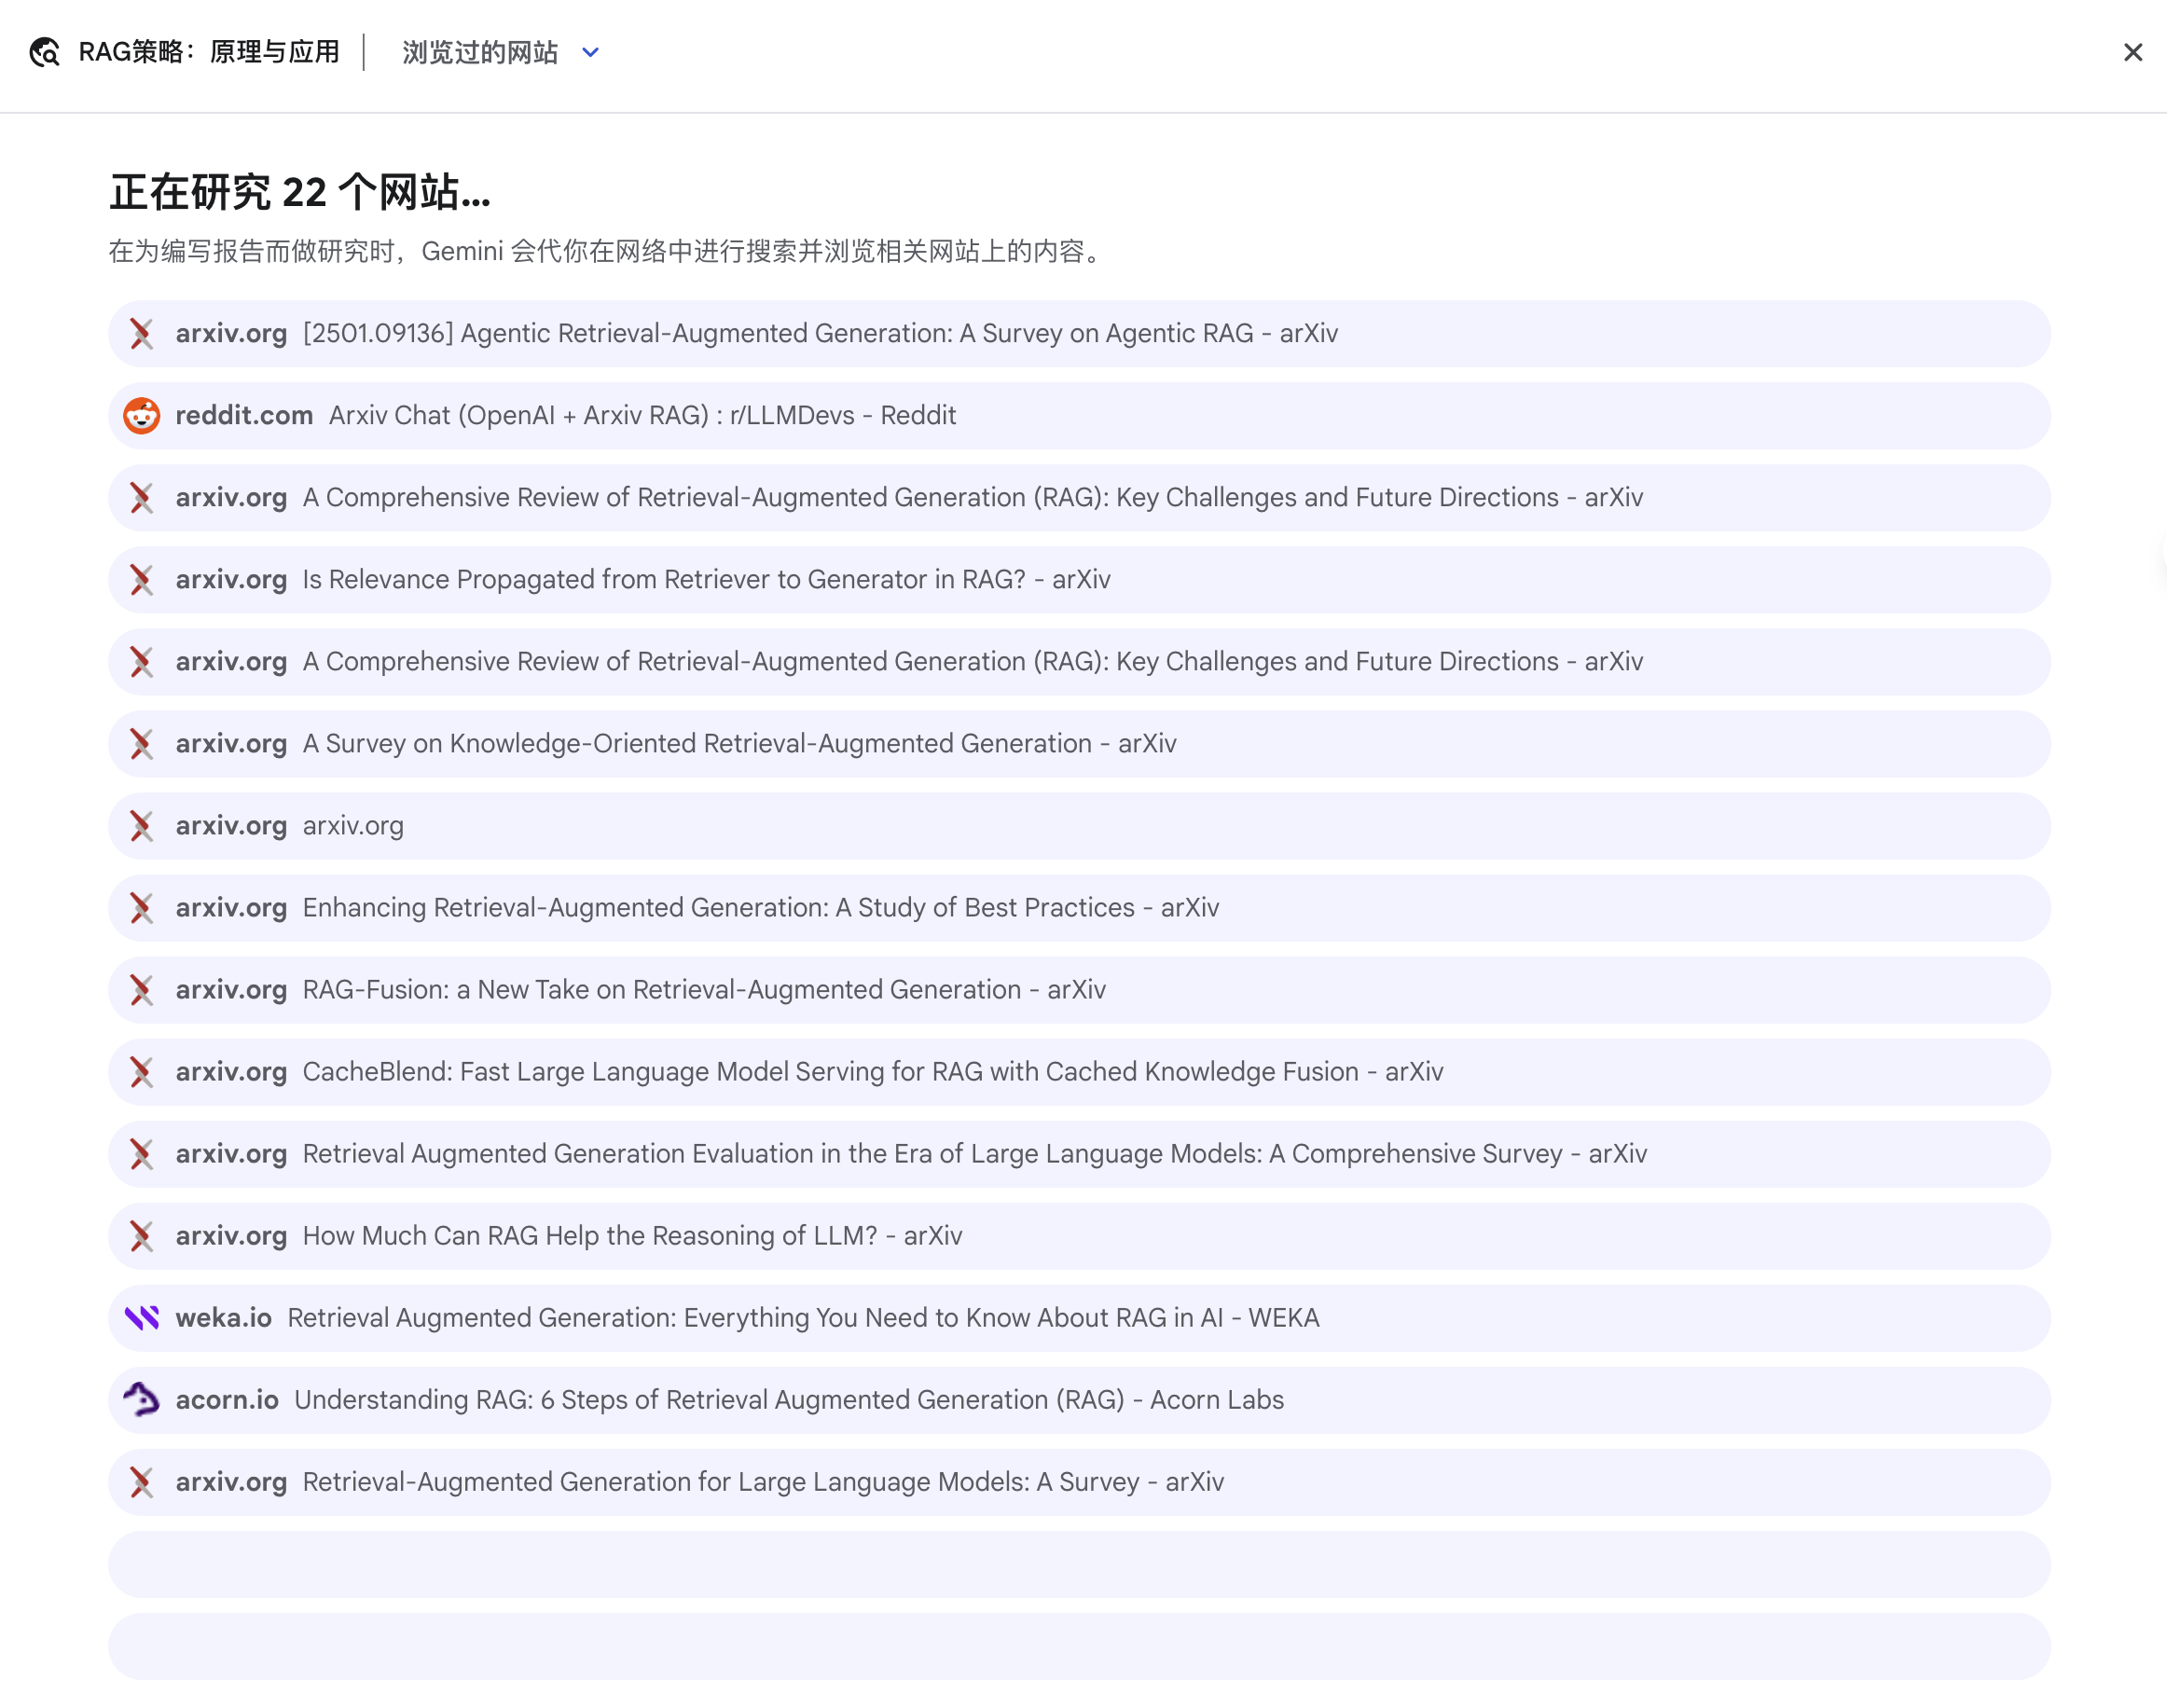 RAG策略：原理与应用
浏览过的网站
正在研究 22 个网站...
在为编写报告而做研究时，Gemini 会代你在网络中进行搜索并浏览相关网站上的内容。
arxiv.org [2501.09136] Agentic Retrieval-Augmented Generation: A Survey on Agentic RAG - arXiv
reddit.com Arxiv Chat (OpenAI + Arxiv RAG) : r/LLMDevs - Reddit
arxiv.org A Comprehensive Review of Retrieval-Augmented Generation (RAG): Key Challenges and Future Directions - arXiv
arxiv.org Is Relevance Propagated from Retriever to Generator in RAG? - arXiv
arxiv.org A Comprehensive Review of Retrieval-Augmented Generation (RAG): Key Challenges and Future Directions - arXiv
arxiv.org A Survey on Knowledge-Oriented Retrieval-Augmented Generation - arXiv
arxiv.org arxiv.org
arxiv.org Enhancing Retrieval-Augmented Generation: A Study of Best Practices - arXiv
arxiv.org RAG-Fusion: a New Take on Retrieval-Augmented Generation - arXiv
arxiv.org CacheBlend: Fast Large Language Model Serving for RAG with Cached Knowledge Fusion - arXiv
arxiv.org Retrieval Augmented Generation Evaluation in the Era of Large Language Models: A Comprehensive Survey - arXiv
arxiv.org How Much Can RAG Help the Reasoning of LLM? - arXiv
weka.io Retrieval Augmented Generation: Everything You Need to Know About RAG in AI - WEKA
acorn.io Understanding RAG: 6 Steps of Retrieval Augmented Generation (RAG) - Acorn Labs
arxiv.org Retrieval-Augmented Generation for Large Language Models: A Survey - arXiv